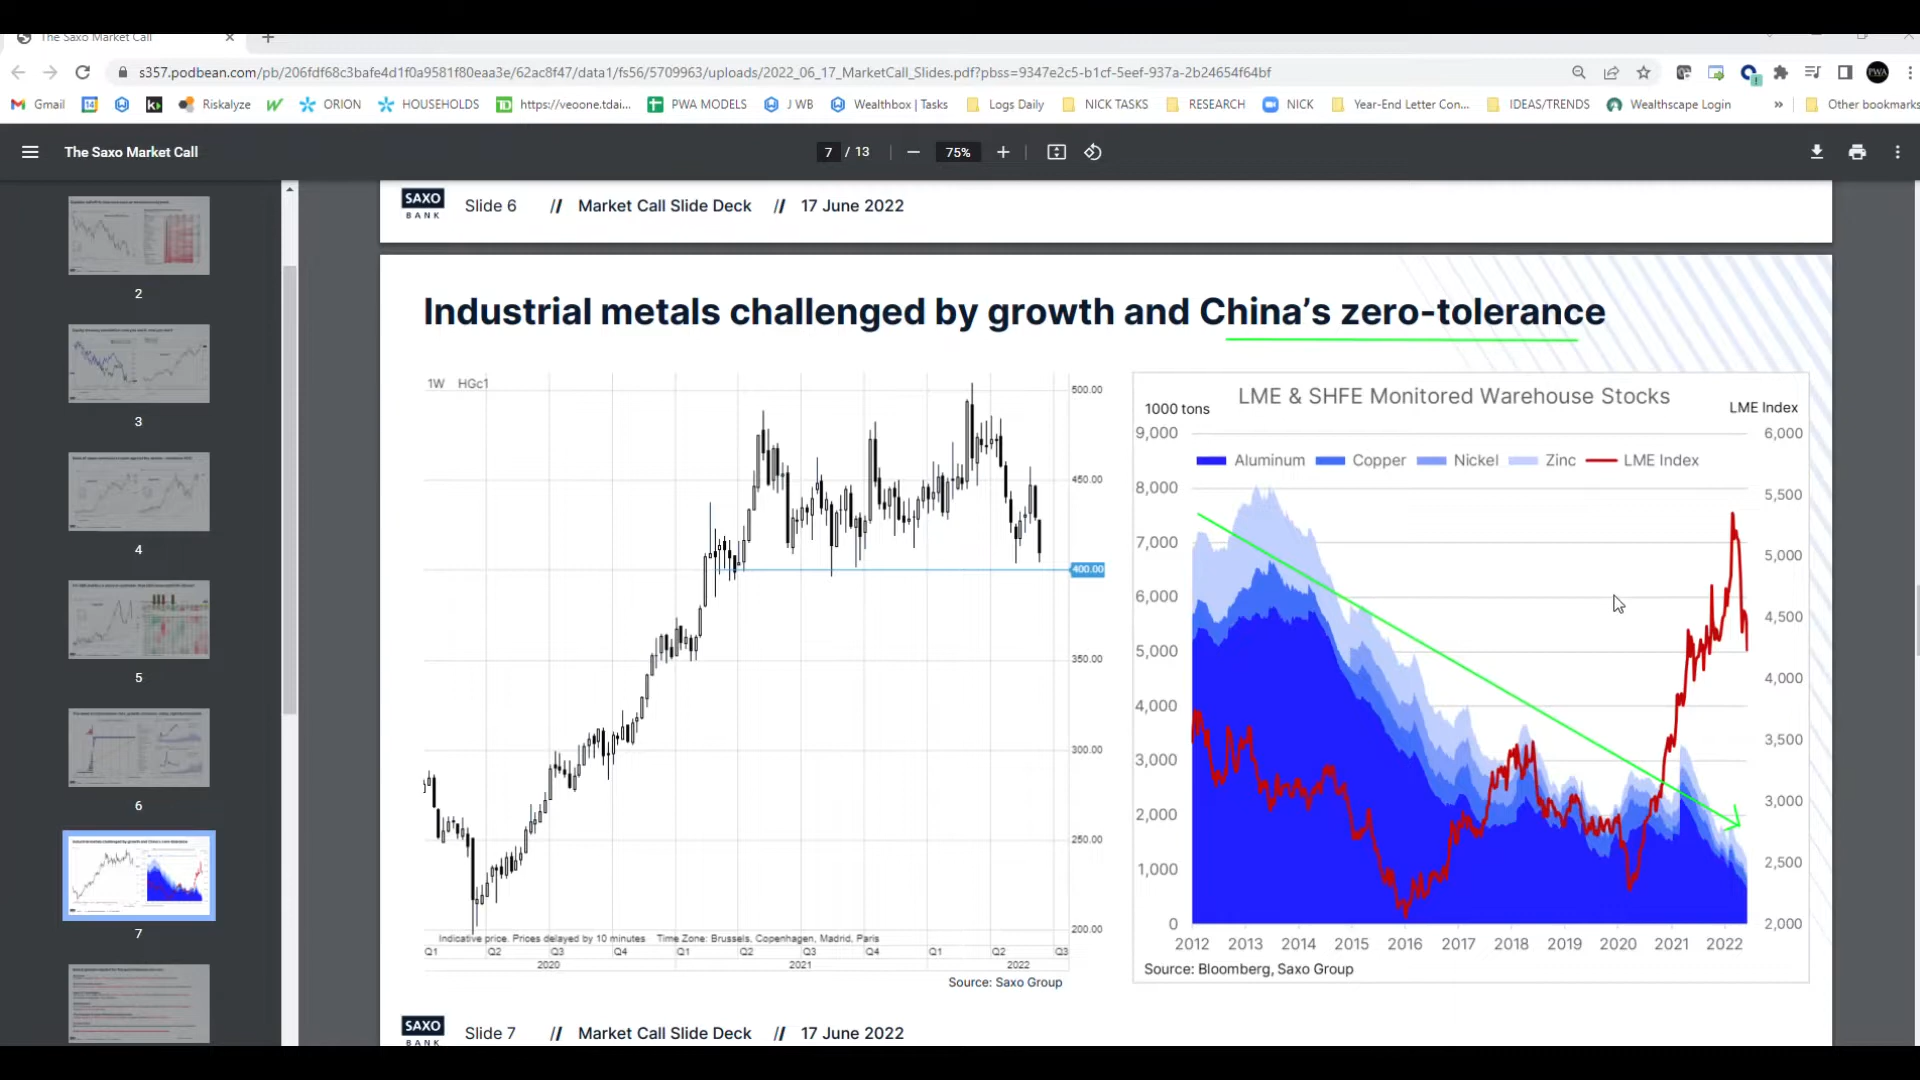 The Saxo Market Call
s357.podbean.com/pb/206fdf68c3bafe4d1f0a9581f80eaa3e/62ac8f47/data1/fs56/5709963/uploads/2022_06_17_MarketCall_Slides.pdf?pbss=9347e2c5-b1cf-5eef-937a-2b24654f64bf
PWA
Gmail 14 Riskalyze ORION HOUSEHOLDS https://veoone.tdai... PWA MODELS J WB Wealthbox | Tasks Logs Daily NICK TASKS RESEARCH NICK Year-End Letter Con... IDEAS/TRENDS Wealthscape Login » Other bookmarks
The Saxo Market Call 7 / 13 75%
2
3
4
5
6
7
SAXO BANK Slide 6 // Market Call Slide Deck // 17 June 2022
Industrial metals challenged by growth and China's zero-tolerance
1W HGc1
500.00
450.00
400.00
350.00
300.00
250.00
200.00
Indicative price. Prices delayed by 10 minutes Time Zone: Brussels, Copenhagen, Madrid, Paris
Q1 Q2 Q3 Q4 Q1 Q2 Q3 Q4 Q1 Q2 Q3
2020 2021 2022
Source: Saxo Group
LME & SHFE Monitored Warehouse Stocks
1000 tons LME Index
9,000 6,000
Aluminum Copper Nickel Zinc LME Index
8,000 5,500
7,000 5,000
6,000 4,500
5,000 4,000
4,000 3,500
3,000 3,000
2,000 2,500
1,000 2,000
0
2012 2013 2014 2015 2016 2017 2018 2019 2020 2021 2022
Source: Bloomberg, Saxo Group
SAXO BANK Slide 7 // Market Call Slide Deck // 17 June 2022